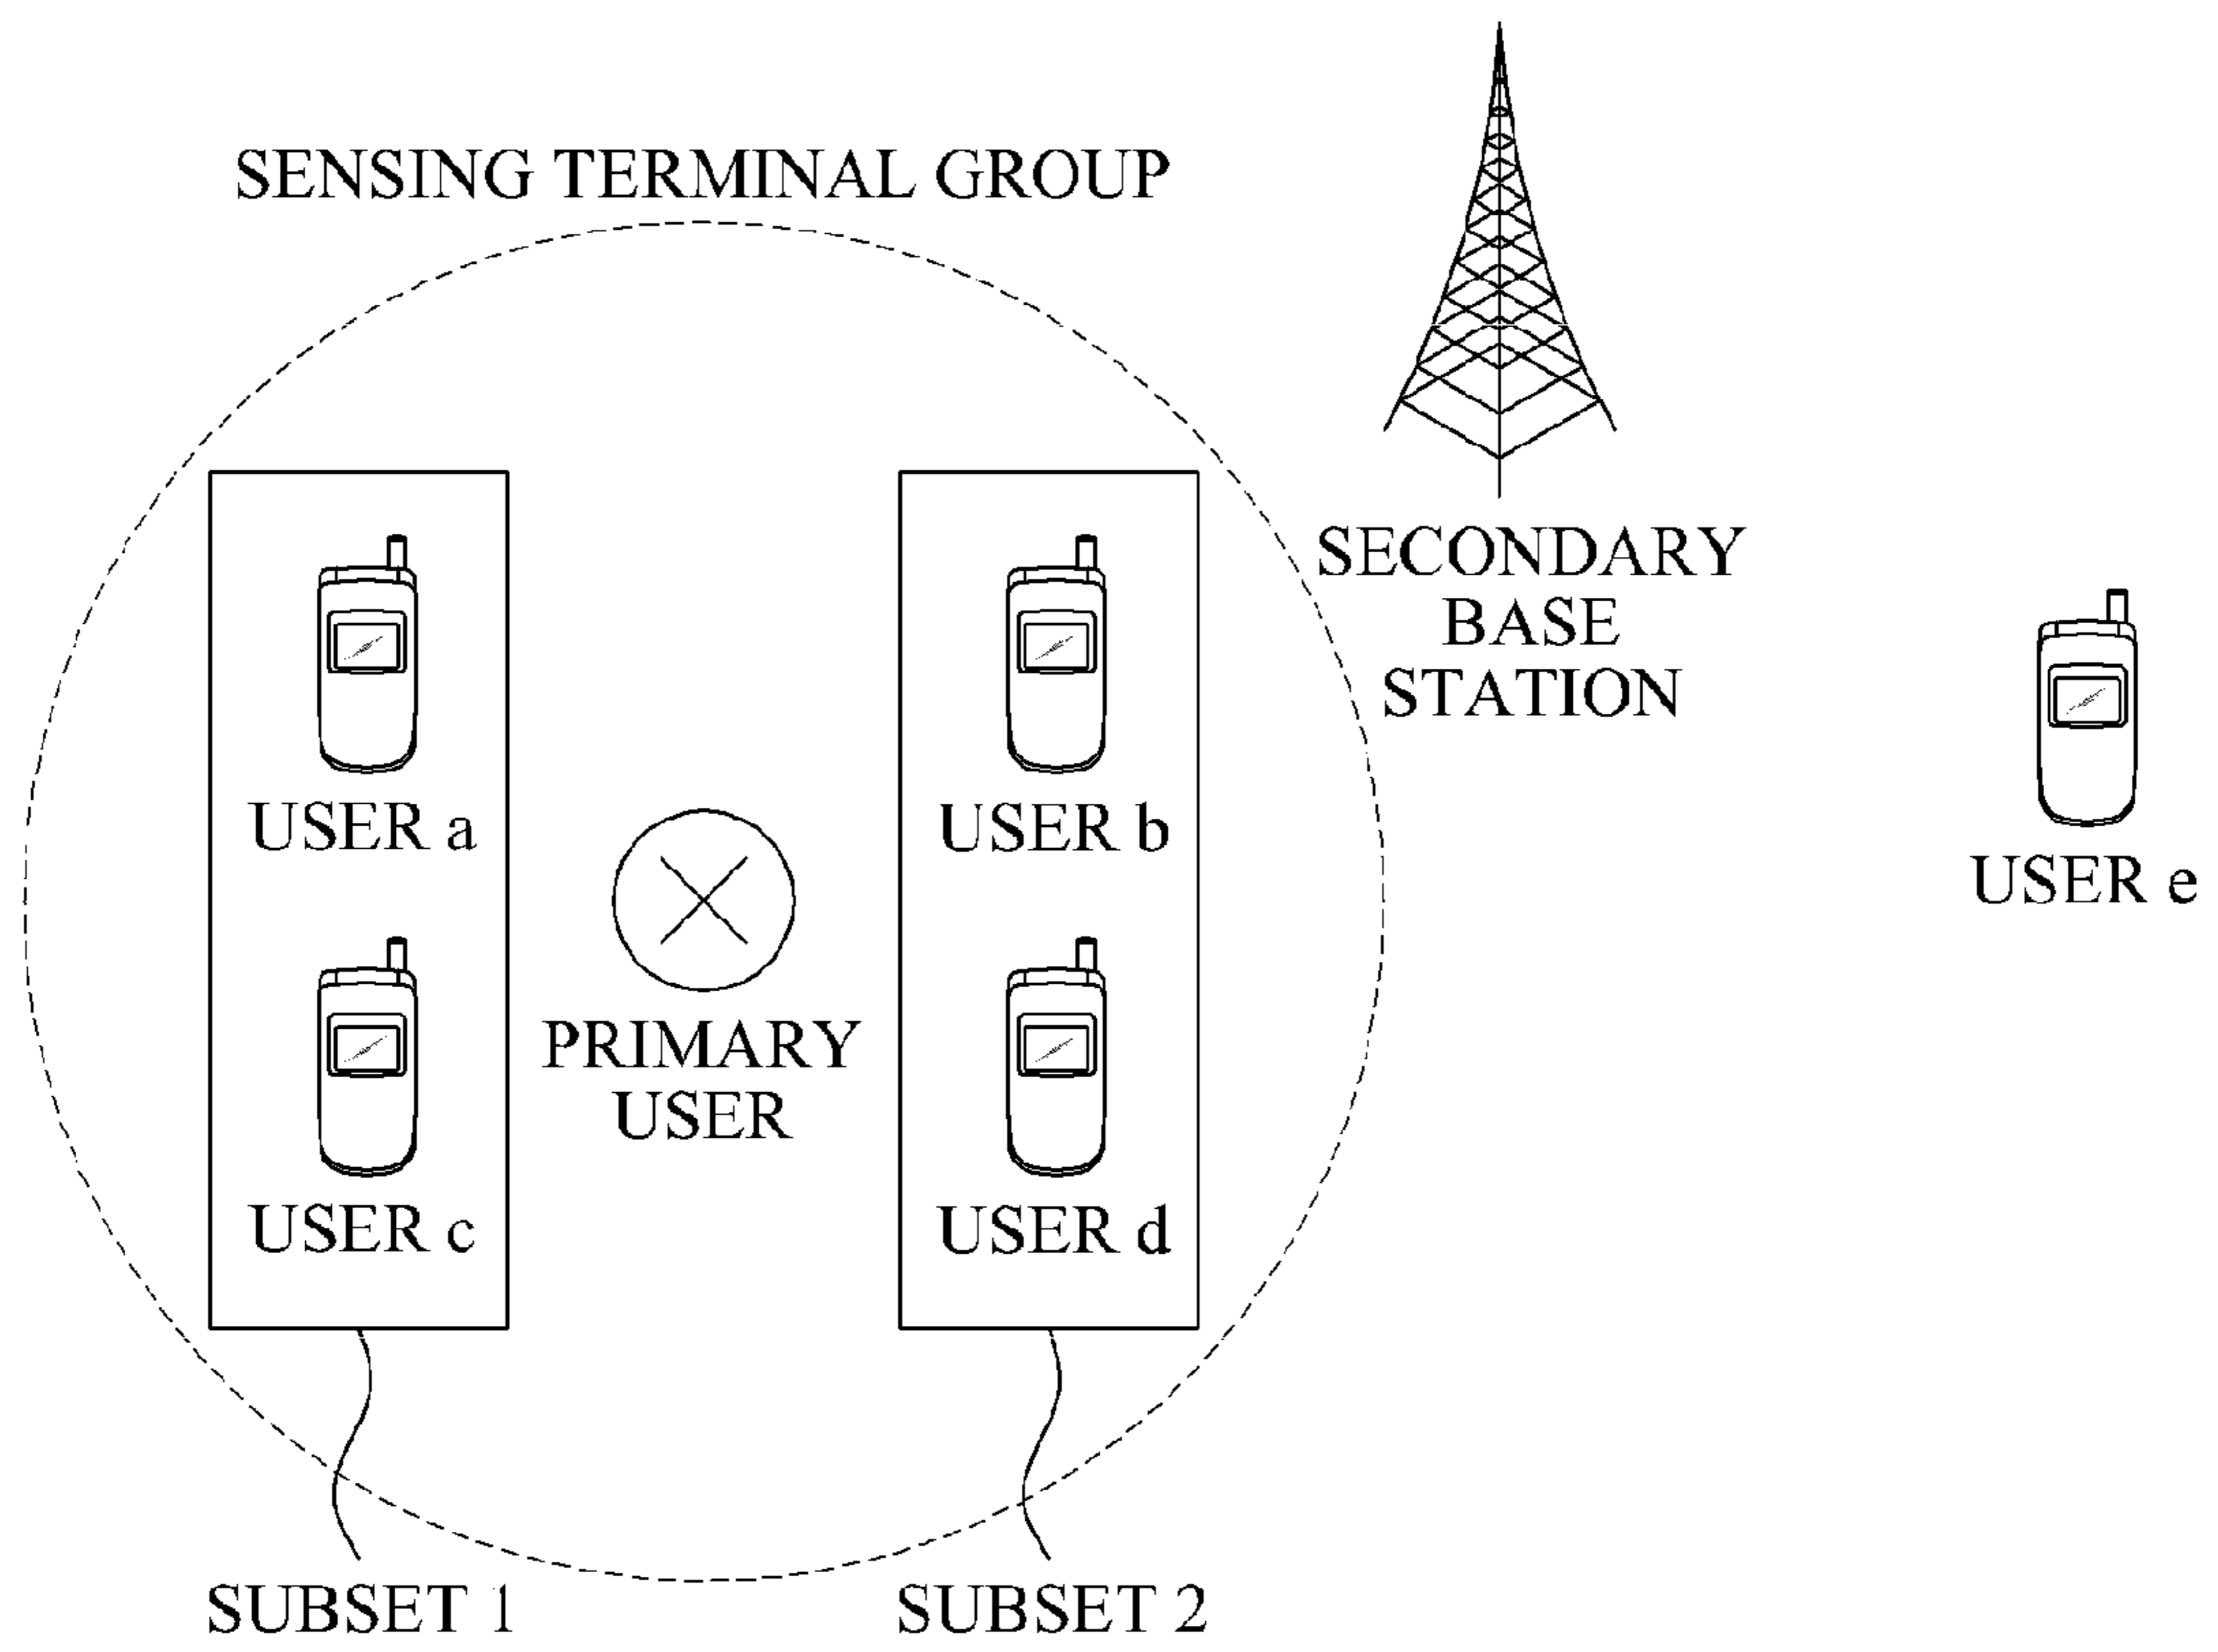 SENSING TERMINAL GROUP
SECONDARY
BASE
STATION
USER a
USER b
USER e
PRIMARY
USER
USER c
USER d
SUBSET 1
SUBSET 2